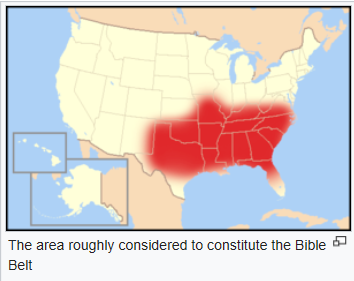 The area roughly considered to constitute the Bible
Belt